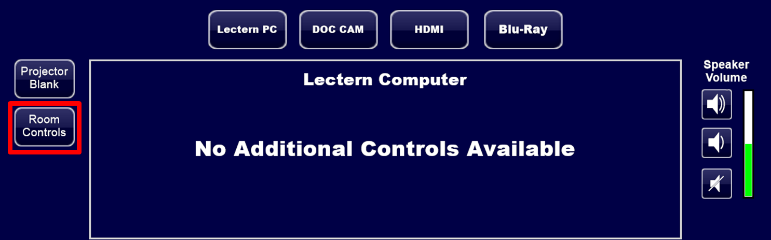 Lectern PC
DOC CAM
HDMI
Blu-Ray
Projector
Blank
Room
Controls
Lectern Computer
No Additional Controls Available
Speaker
Volume